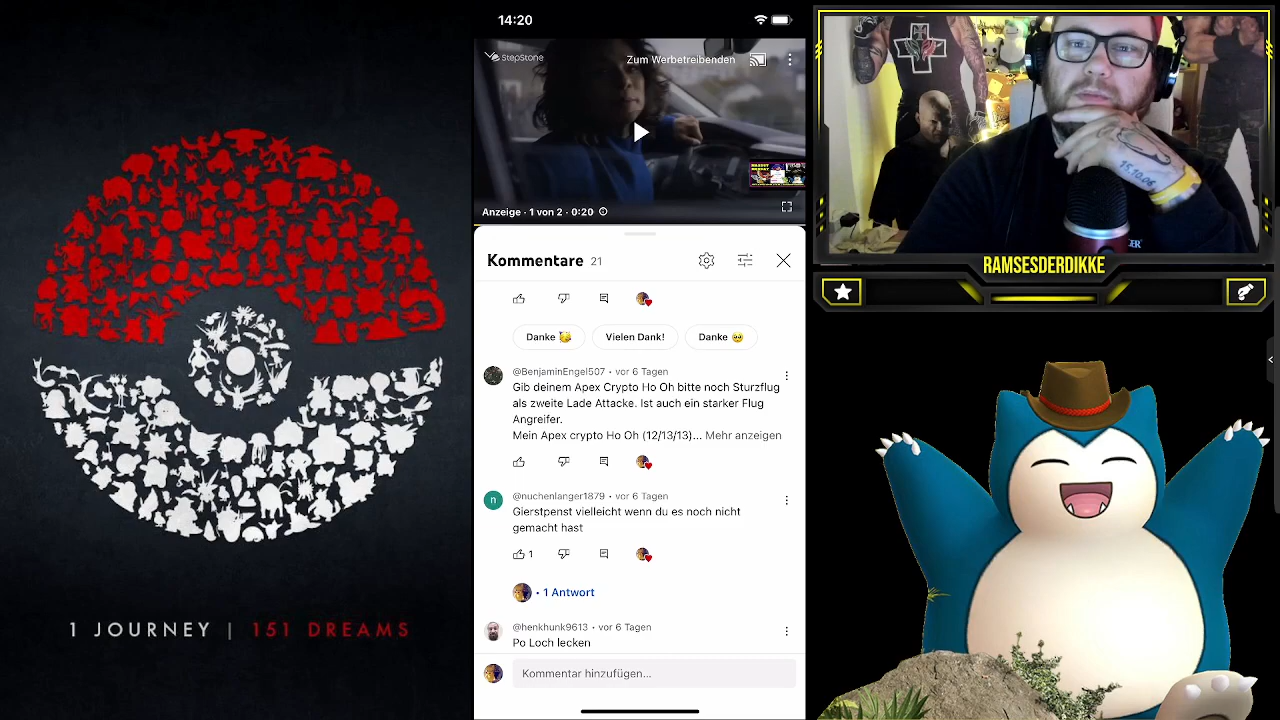 1 JOURNEY | 151 DREAMS
14:20
stepstone
Zum Werbetreibenden
Anzeige · 1 von 2 · 0:20
Kommentare 21
Danke 🥰
Vielen Dank!
Danke 🥹
@BenjaminEngel507 • vor 6 Tagen
Gib deinem Apex Crypto Ho Oh bitte noch Sturzflug
als zweite Lade Attacke. Ist auch ein starker Flug
Angreifer.
Mein Apex crypto Ho Oh (12/13/13)... Mehr anzeigen
n
@nuchenlanger1879 • vor 6 Tagen
Gierstpenst vielleicht wenn du es noch nicht
gemacht hast
1
• 1 Antwort
@henkhunk9613 • vor 6 Tagen
Po Loch lecken
Kommentar hinzufügen...
15.10.06
RAMSESDERDIKKE